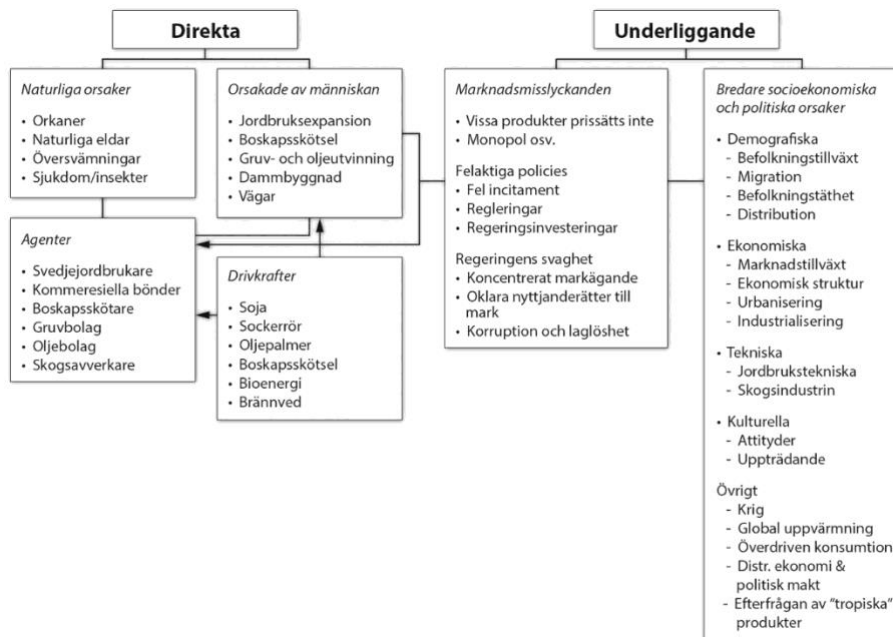 Direkta
Underliggande
Naturliga orsaker
• Orkaner
• Naturliga eldar
• Översvämningar
• Sjukdom/insekter
Orsakade av människan
• Jordbruksexpansion
• Boskapsskötsel
• Gruv- och oljeutvinning
• Dammbyggnad
• Vägar
Agenter
• Svedjejordbrukare
• Kommeresiella bönder
• Boskapsskötare
• Gruvbolag
• Oljebolag
• Skogsavverkare
Drivkrafter
• Soja
• Sockerrör
• Oljepalmer
• Boskapsskötsel
• Bioenergi
• Brännved
Marknadsmisslyckanden
• Vissa produkter prissätts inte
• Monopol osv.
Felaktiga policies
• Fel incitament
• Regleringar
• Regeringsinvesteringar
Regeringens svaghet
• Koncentrerat markägande
• Oklara nyttjanderätter till
mark
• Korruption och laglöshet
Bredare socioekonomiska
och politiska orsaker
• Demografiska
- Befolkningstillväxt
- Migration
- Befolkningstäthet
- Distribution
• Ekonomiska
- Marknadstillväxt
- Ekonomisk struktur
- Urbanisering
- Industrialisering
• Tekniska
- Jordbrukstekniska
- Skogsindustrin
• Kulturella
- Attityder
- Uppträdande
Övrigt
- Krig
- Global uppvärmning
- Överdriven konsumtion
- Distr. ekonomi &
politisk makt
- Efterfrågan av "tropiska"
produkter